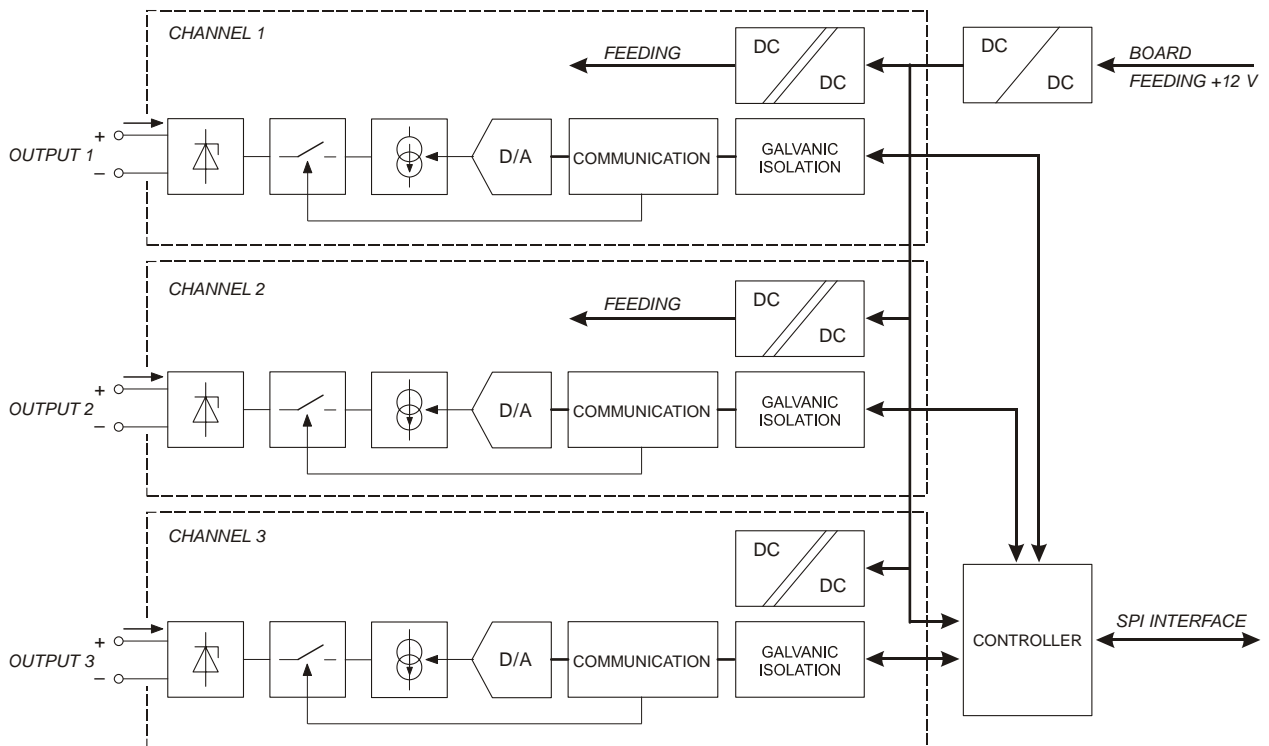 CHANNEL 1
FEEDING
DC
DC
DC
DC
BOARD
FEEDING +12 V
OUTPUT 1
+
–
D/A
COMMUNICATION
GALVANIC
ISOLATION
CHANNEL 2
FEEDING
DC
DC
OUTPUT 2
+
–
D/A
COMMUNICATION
GALVANIC
ISOLATION
CHANNEL 3
DC
DC
OUTPUT 3
+
–
D/A
COMMUNICATION
GALVANIC
ISOLATION
CONTROLLER
SPI INTERFACE